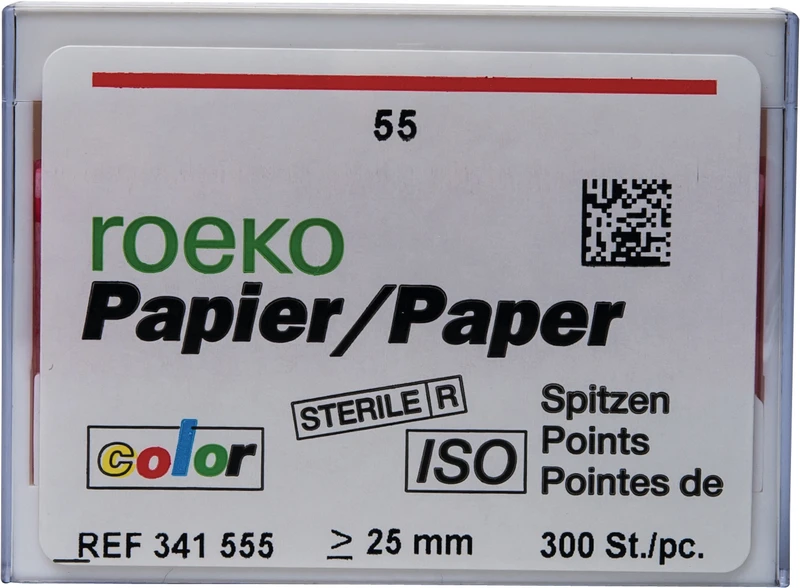 55
roeko
Papier/Paper
STERILE R
Spitzen
color
ISO
Points
Pointes de
REF 341 555
≥ 25 mm
300 St./pc.